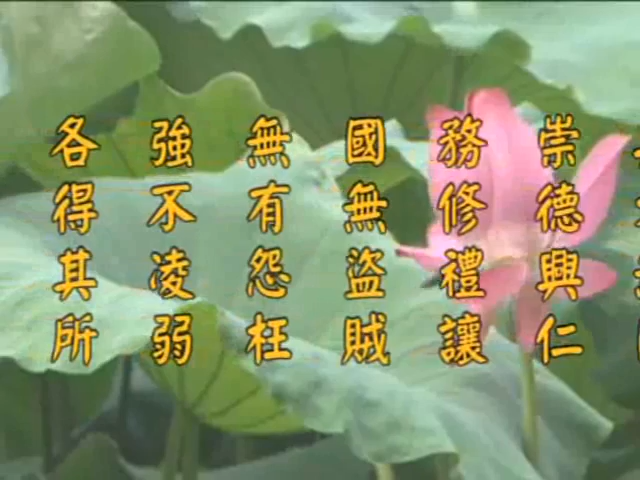 崇德興仁
務修禮讓
國無盜賊
無有怨枉
強不凌弱
各得其所